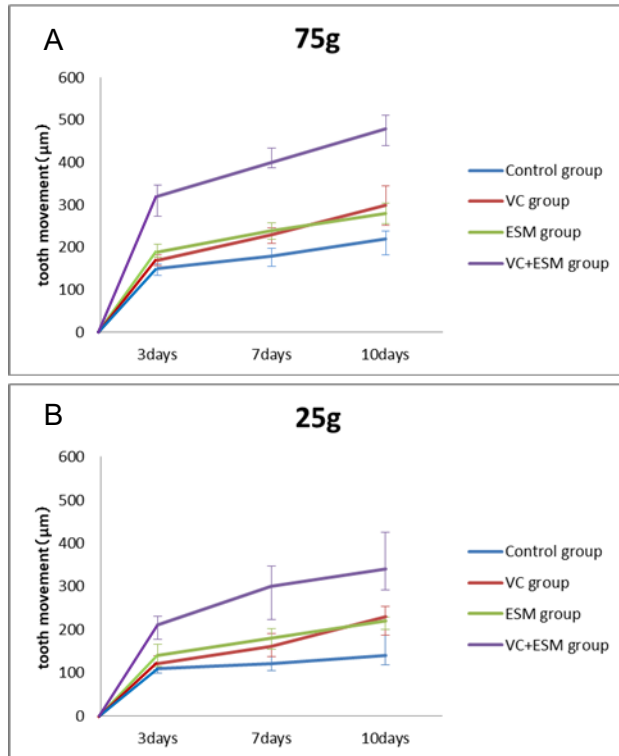 A
75g
600
500
400
300
200
100
0
tooth movement(μm)
3days 7days 10days
Control group
VC group
ESM group
VC+ESM group
B
25g
600
500
400
300
200
100
0
tooth movement(μm)
3days 7days 10days
Control group
VC group
ESM group
VC+ESM group